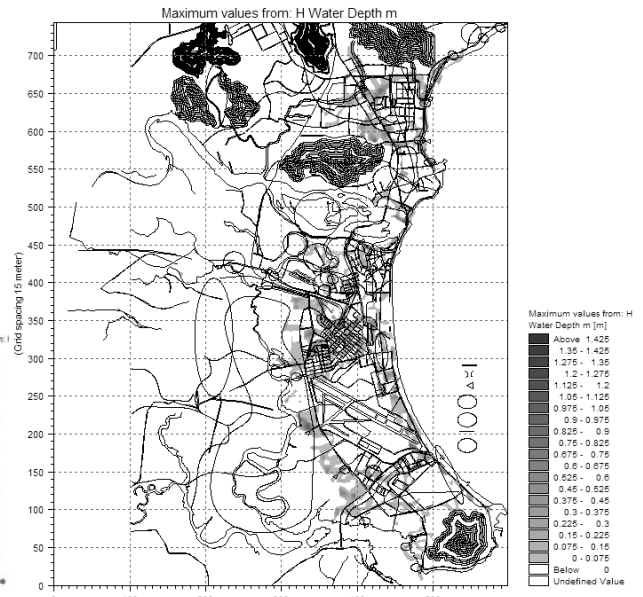 Maximum values from: H Water Depth m
700
650
600
550
500
450
400
350
300
250
200
150
100
50
0
(Grid spacing 15 meter)
Maximum values from: H
Water Depth m [m]
Above 1.425
1.35 - 1.425
1.275 - 1.35
1.2 - 1.275
1.125 - 1.2
1.05 - 1.125
0.975 - 1.05
0.9 - 0.975
0.825 - 0.9
0.75 - 0.825
0.675 - 0.75
0.6 - 0.675
0.525 - 0.6
0.45 - 0.525
0.375 - 0.45
0.3 - 0.375
0.225 - 0.3
0.15 - 0.225
0.075 - 0.15
0 - 0.075
Below 0
Undefined Value